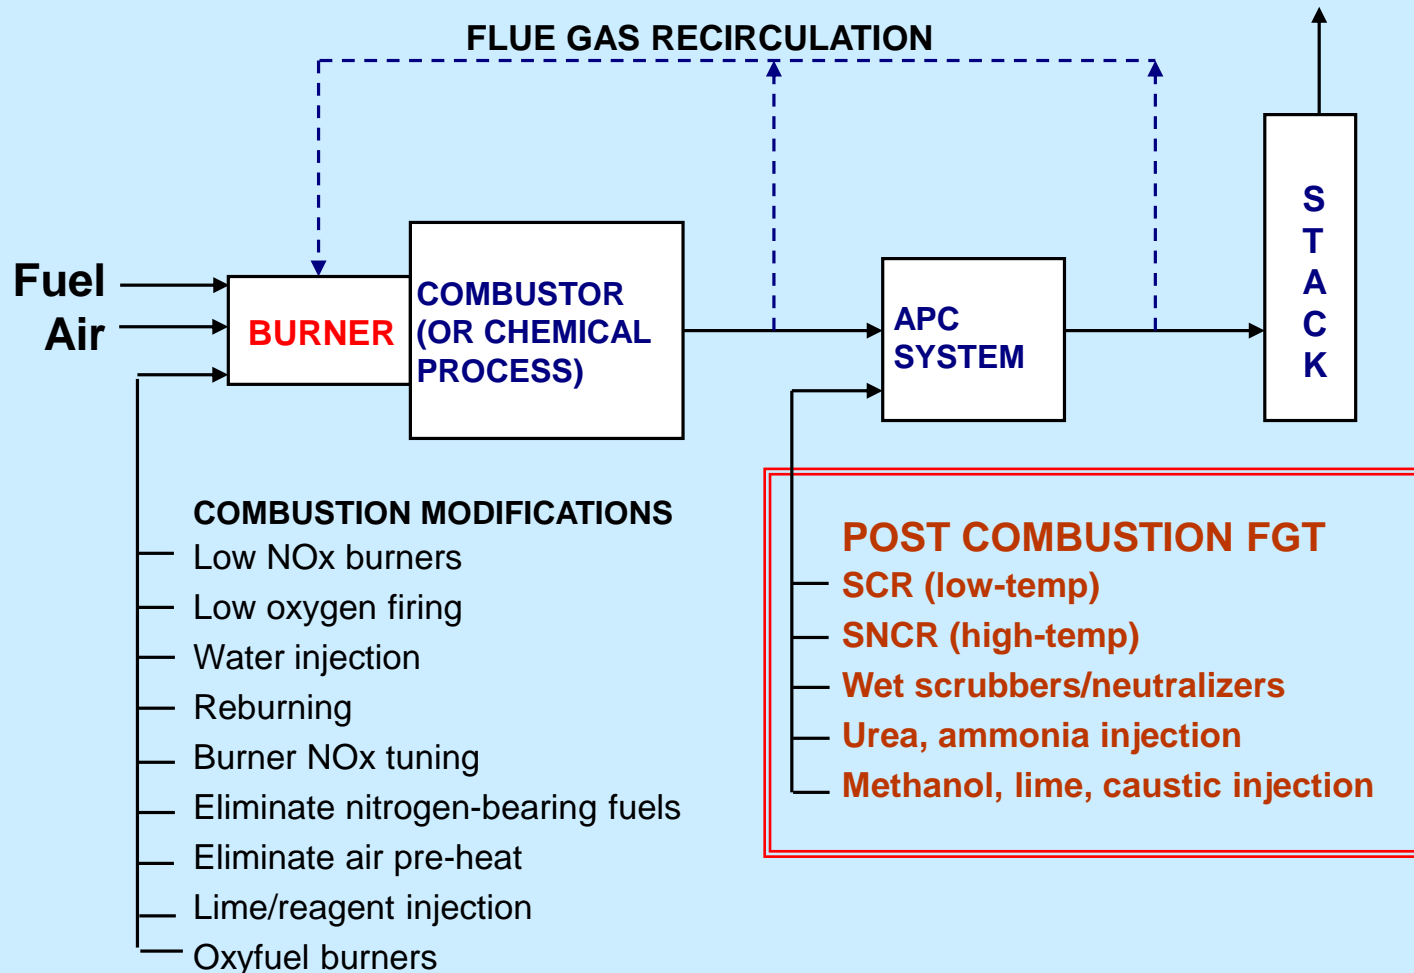 FLUE GAS RECIRCULATION
Fuel
Air
BURNER
COMBUSTOR
(OR CHEMICAL
PROCESS)
APC
SYSTEM
S
T
A
C
K
COMBUSTION MODIFICATIONS
Low NOx burners
Low oxygen firing
Water injection
Reburning
Burner NOx tuning
Eliminate nitrogen-bearing fuels
Eliminate air pre-heat
Lime/reagent injection
Oxyfuel burners
POST COMBUSTION FGT
SCR (low-temp)
SNCR (high-temp)
Wet scrubbers/neutralizers
Urea, ammonia injection
Methanol, lime, caustic injection